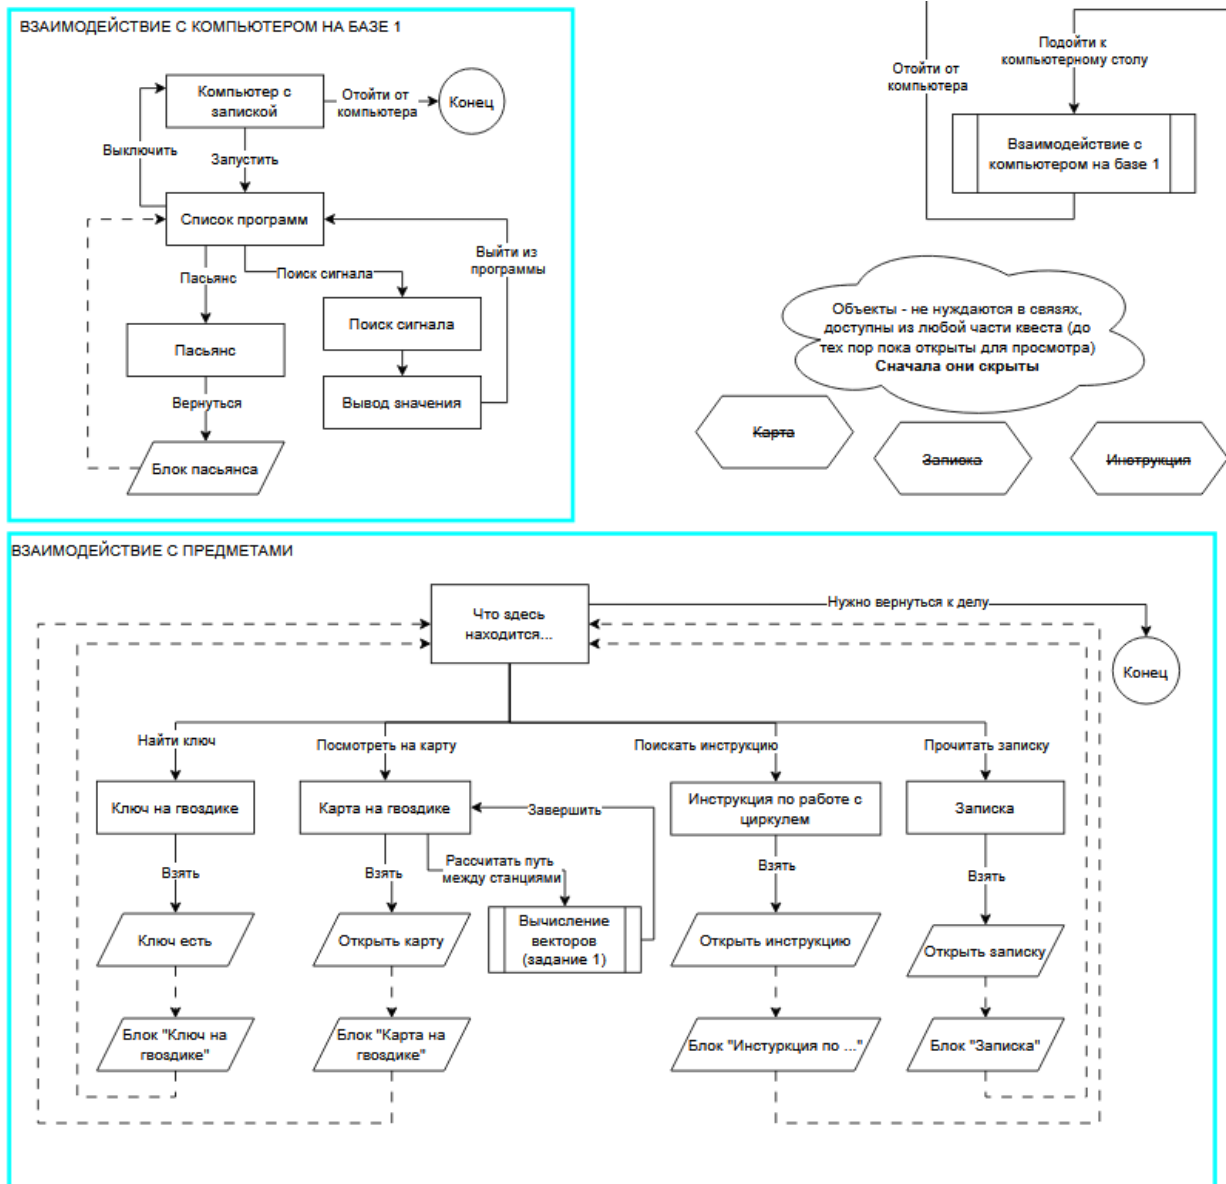 ВЗАИМОДЕЙСТВИЕ С КОМПЬЮТЕРОМ НА БАЗЕ 1
Компьютер с
запиской
Отойти от
компьютера
Конец
Выключить
Запустить
Список программ
Пасьянс
Поиск сигнала
Выйти из
программы
Поиск сигнала
Пасьянс
Вернуться
Вывод значения
Блок пасьянса
Отойти от
компьютера
Подойти к
компьютерному столу
Взаимодействие с
компьютером на базе 1
Объекты - не нуждаются в связях,
доступны из любой части квеста (до
тех пор пока открыты для просмотра)
Сначала они скрыты
Карта
Записка
Инструкция
ВЗАИМОДЕЙСТВИЕ С ПРЕДМЕТАМИ
Что здесь
находится...
Нужно вернуться к делу
Конец
Найти ключ
Посмотреть на карту
Поискать инструкцию
Прочитать записку
Ключ на гвоздике
Карта на гвоздике
Завершить
Инструкция по работе с
циркулем
Записка
Взять
Взять
Рассчитать путь
между станциями
Взять
Взять
Ключ есть
Открыть карту
Вычисление
векторов
(задание 1)
Открыть инструкцию
Открыть записку
Блок "Ключ на
гвоздике"
Блок "Карта на
гвоздике"
Блок "Инстуркция по ..."
Блок "Записка"